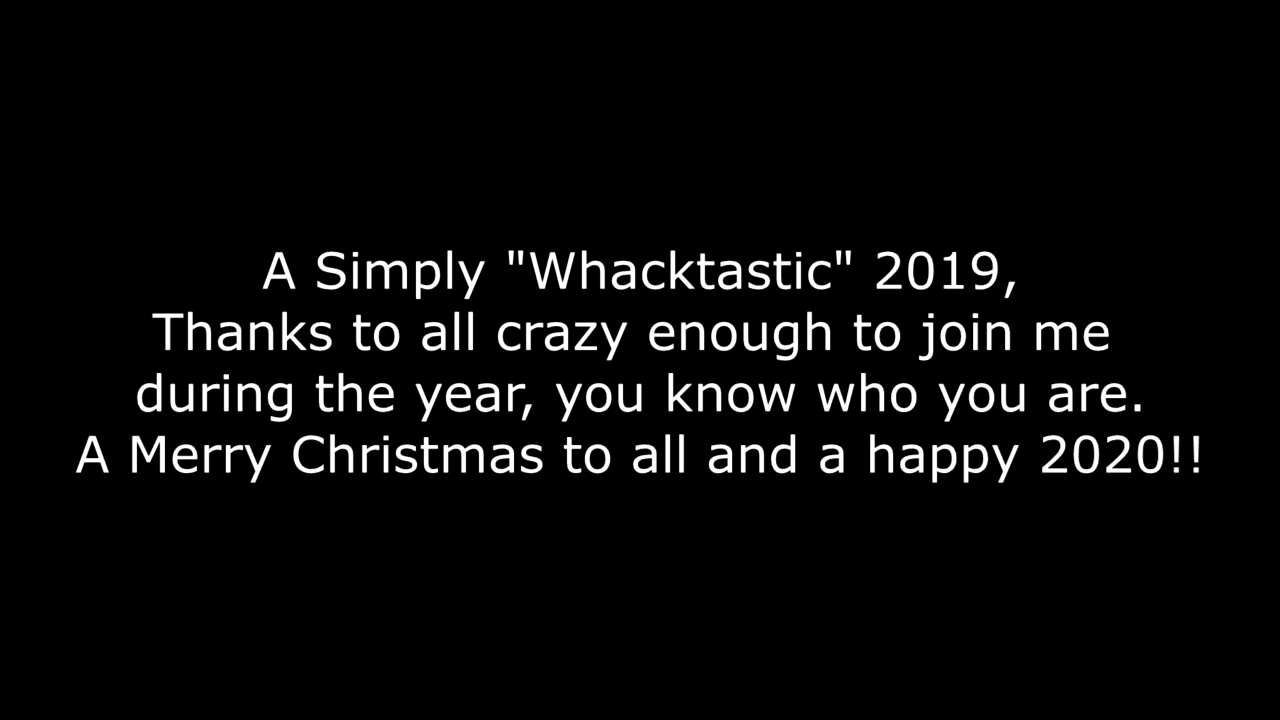 A Simply "Whacktastic" 2019,
Thanks to all crazy enough to join me
during the year, you know who you are.
A Merry Christmas to all and a happy 2020!!